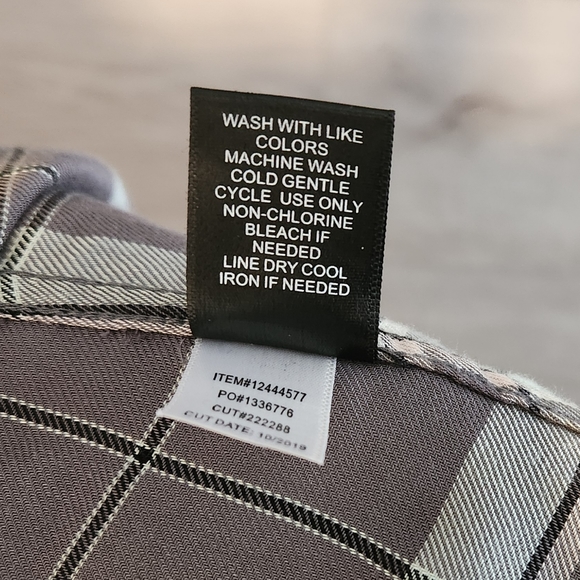 WASH WITH LIKE
COLORS
MACHINE WASH
COLD GENTLE
CYCLE USE ONLY
NON-CHLORINE
BLEACH IF
NEEDED
LINE DRY COOL
IRON IF NEEDED
ITEM#12444577
PO#1336776
CUT#222288
CUT DATE: 10/2019